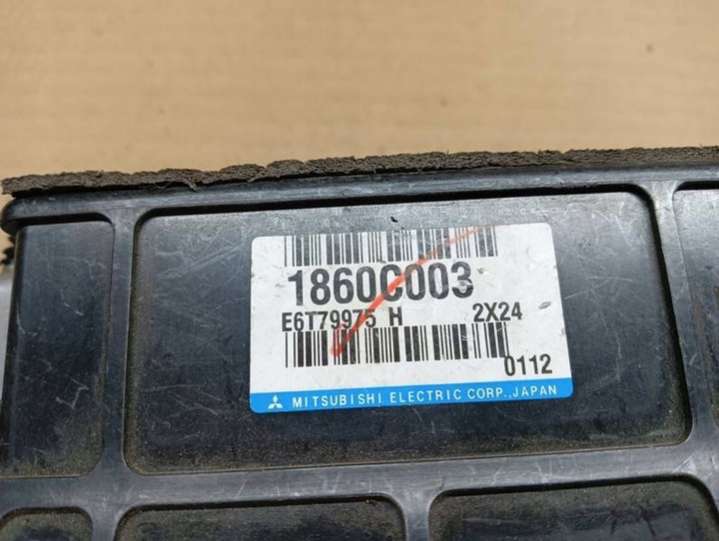 1860C003
E6T79975 H 2X24
0112
MITSUBISHI ELECTRIC CORP.,JAPAN